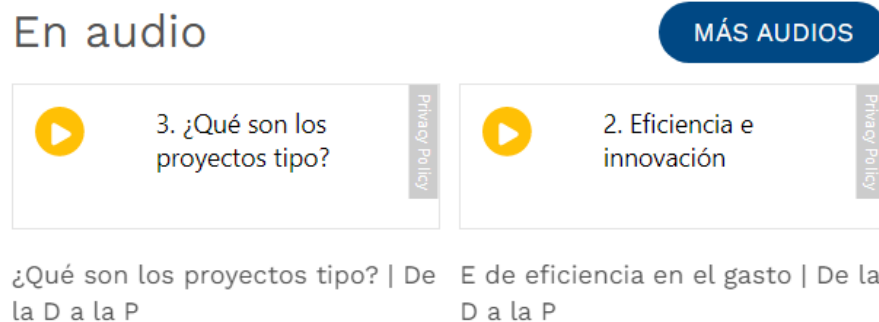 En audio
MÁS AUDIOS
3. ¿Qué son los
proyectos tipo?
Privacy Policy
2. Eficiencia e
innovación
Privacy Policy
¿Qué son los proyectos tipo? | De
la D a la P
E de eficiencia en el gasto | De la
D a la P